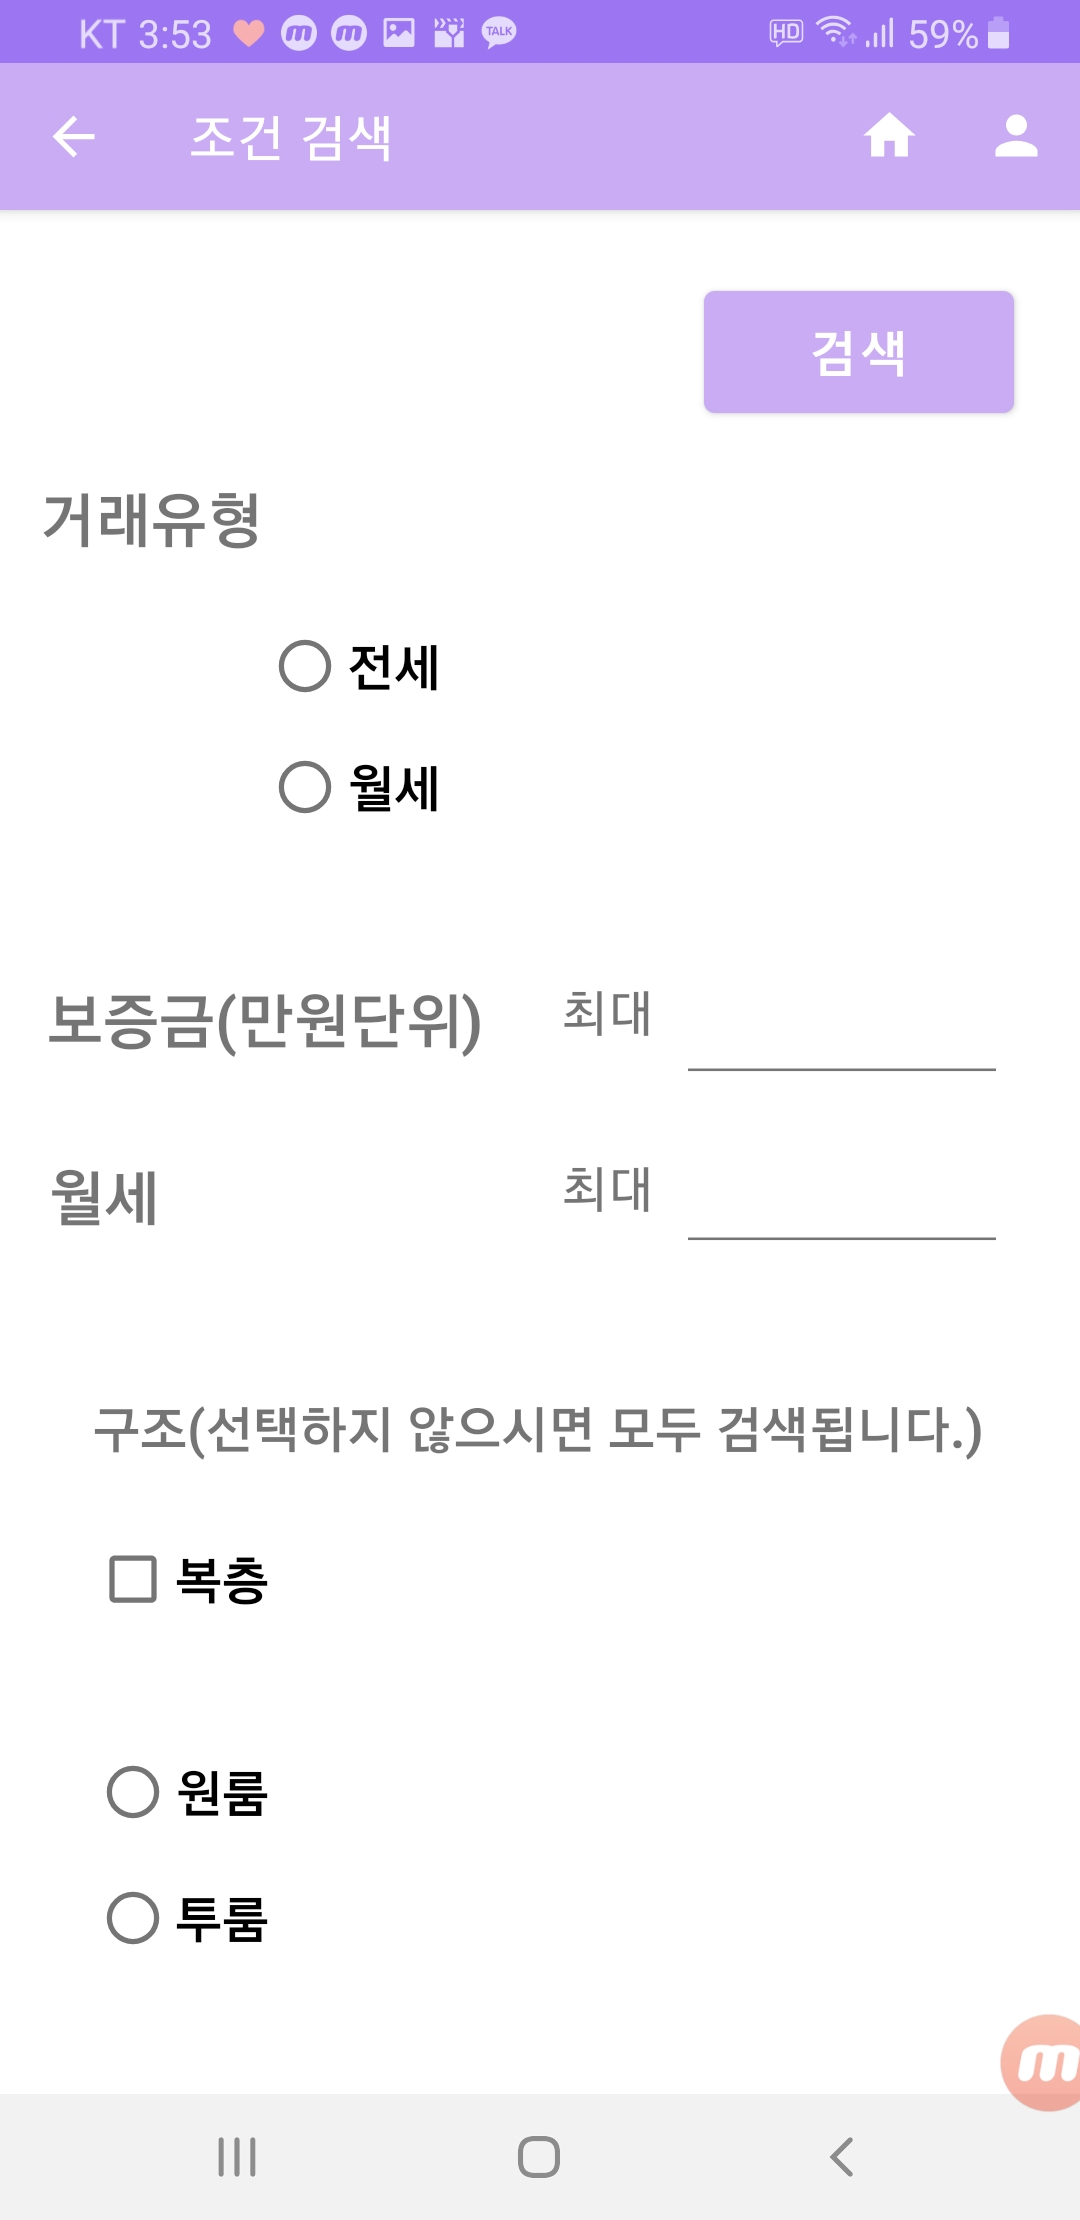 KT 3:53 TALK HD 59%
조건 검색
검색
거래유형
전세
월세
보증금(만원단위) 최대
월세 최대
구조(선택하지 않으시면 모두 검색됩니다.)
복층
원룸
투룸